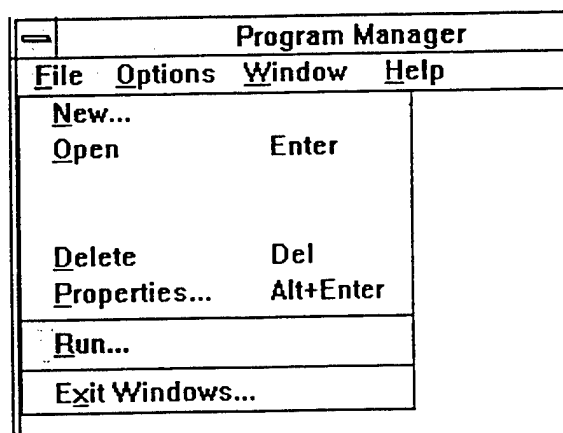 Program Manager
File Options Window Help
New...
Open Enter
Delete Del
Properties... Alt+Enter
Run...
Exit Windows...